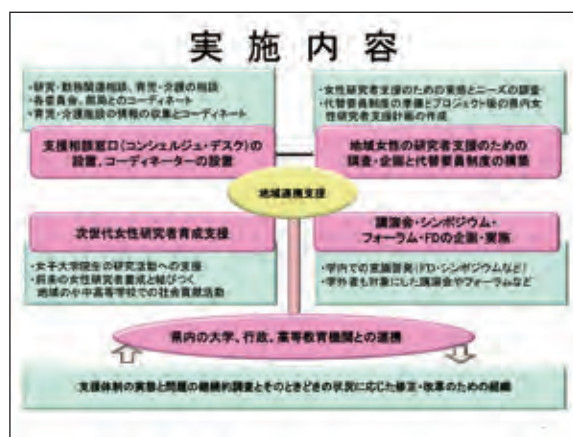 実施内容
・研究・勤務関連相談、育児・介護の相談
・各委員会、部局とのコーディネート
・育児・介護施設の情報の収集とコーディネート
支援相談窓口(コンシェルジュ・デスク)の
設置、コーディネーターの設置
・女性研究者支援のための実態とニーズの調査
・代替要員制度の準備とプロジェクト後の県内女
性研究者支援計画の作成
地域女性の研究者支援のための
調査・企画と代替要員制度の構築
地域連携支援
次世代女性研究者育成支援
・女子大学院生の研究活動への支援
・将来の女性研究者養成と結びつく
地域の小中高等学校での社会貢献活動
講演会・シンポジウム・
フォーラム・FDの企画・実施
・学内での意識啓発(FD・シンポジウムなど)
・学外者も対象にした講演会やフォーラムなど
県内の大学、行政、高等教育機関との連携
支援体制の実態と問題の継続的調査とそのときどきの状況に応じた修正・改革のための組織